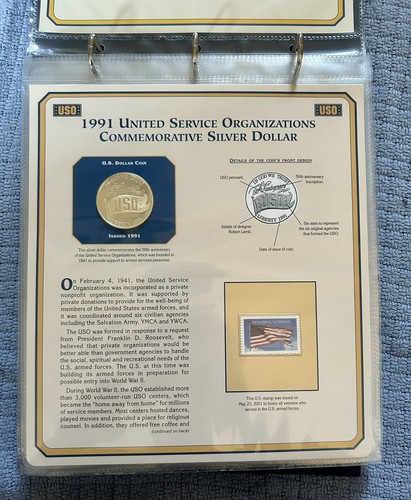 USO
USO
1991 UNITED SERVICE ORGANIZATIONS
COMMEMORATIVE SILVER DOLLAR
U.S. DOLLAR COIN
USO
ISSUED 1991
This silver dollar commemorates the 50th anniversary
of the United Service Organizations, which was founded in
1941 to provide support to armed services personnel.
DETAILS OF THE COIN'S FRONT DESIGN
USO pennant.
50th anniversary
inscription.
IN GOD WE TRUST
50th Anniversary
USO
LIBERTY 1991
Initials of designer
Robert Lamb.
Six stars to represent
the six original agencies
that formed the USO.
Date of issue of coin.
On February 4, 1941, the United Service
Organizations was incorporated as a private
nonprofit organization. It was supported by
private donations to provide for the well-being of
members of the United States armed forces, and
it was coordinated around six civilian agencies
including the Salvation Army, YMCA and YWCA.
The USO was formed in response to a request
from President Franklin D. Roosevelt, who
believed that private organizations would be
better able than government agencies to handle
the social, spiritual and recreational needs of the
U.S. armed forces. The U.S. at this time was
building its armed forces in preparation for
possible entry into World War II.
During World War II, the USO established more
than 3,000 volunteer-run USO centers, which
became the "home away from home" for millions
of service members. Most centers hosted dances,
played movies and provided a place for religious
counsel. In addition, they offered free coffee and
(continued on back)
This U.S. stamp was issued on
May 23, 2001 to honor all veterans who
served in the U.S. armed forces.